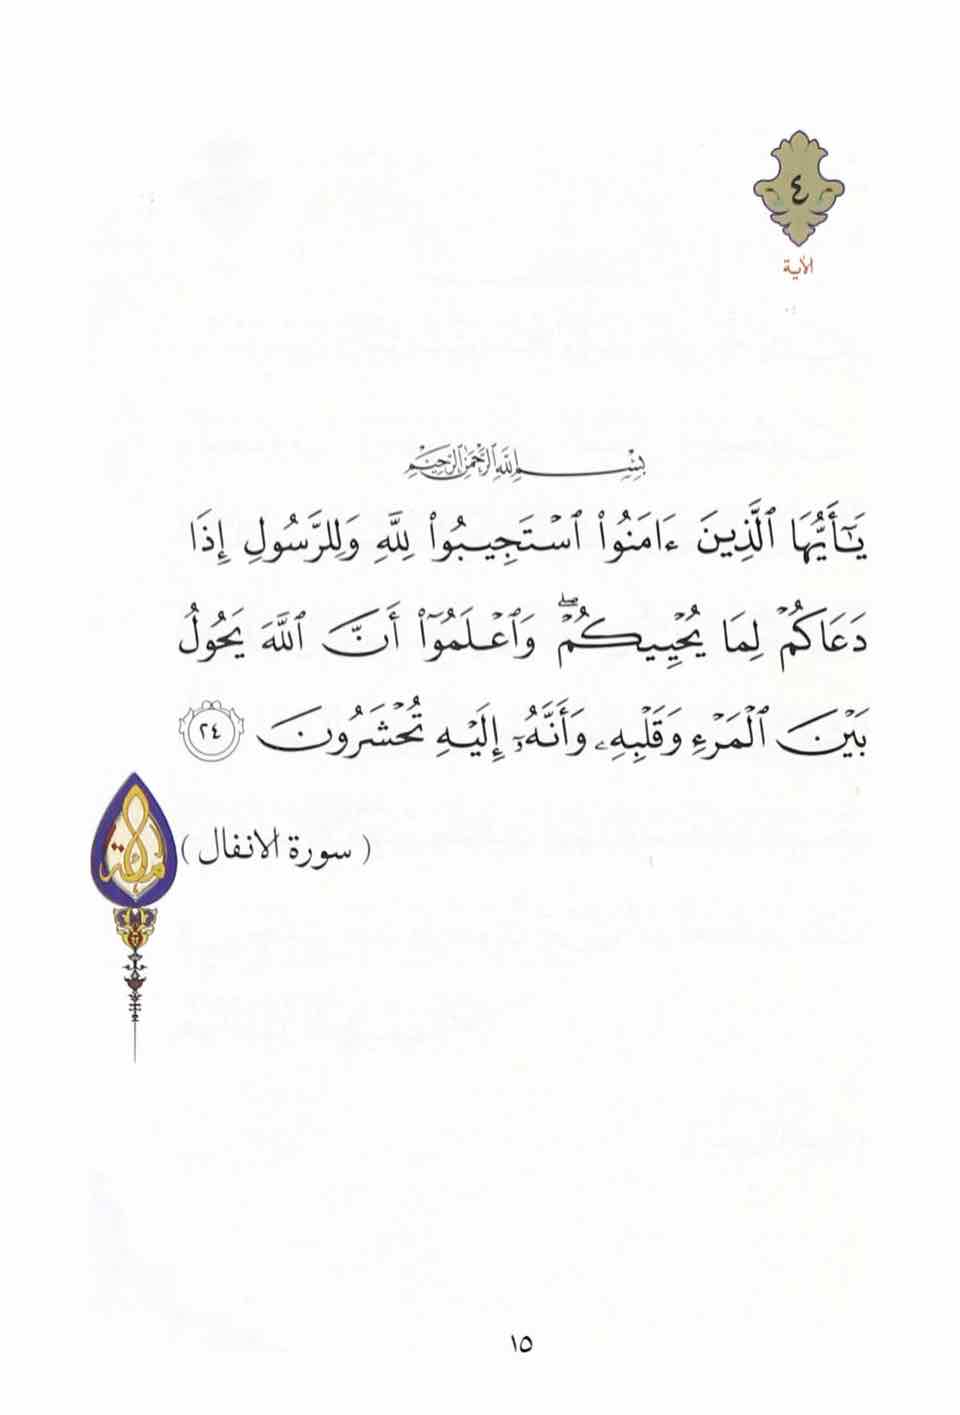 ٤
الآية
بِسْمِ اللَّهِ الرَّحْمَٰنِ الرَّحِيمِ
يَـٰٓأَيُّهَا ٱلَّذِينَ ءَامَنُوا۟ ٱسْتَجِيبُوا۟ لِلَّهِ وَلِلرَّسُولِ إِذَا
دَعَاكُمْ لِمَا يُحْيِيكُمْ ۖ وَٱعْلَمُوٓا۟ أَنَّ ٱللَّهَ يَحُولُ
بَيْنَ ٱلْمَرْءِ وَقَلْبِهِۦ وَأَنَّهُۥٓ إِلَيْهِ تُحْشَرُونَ ٢٤
( سورة الانفال )
١٥